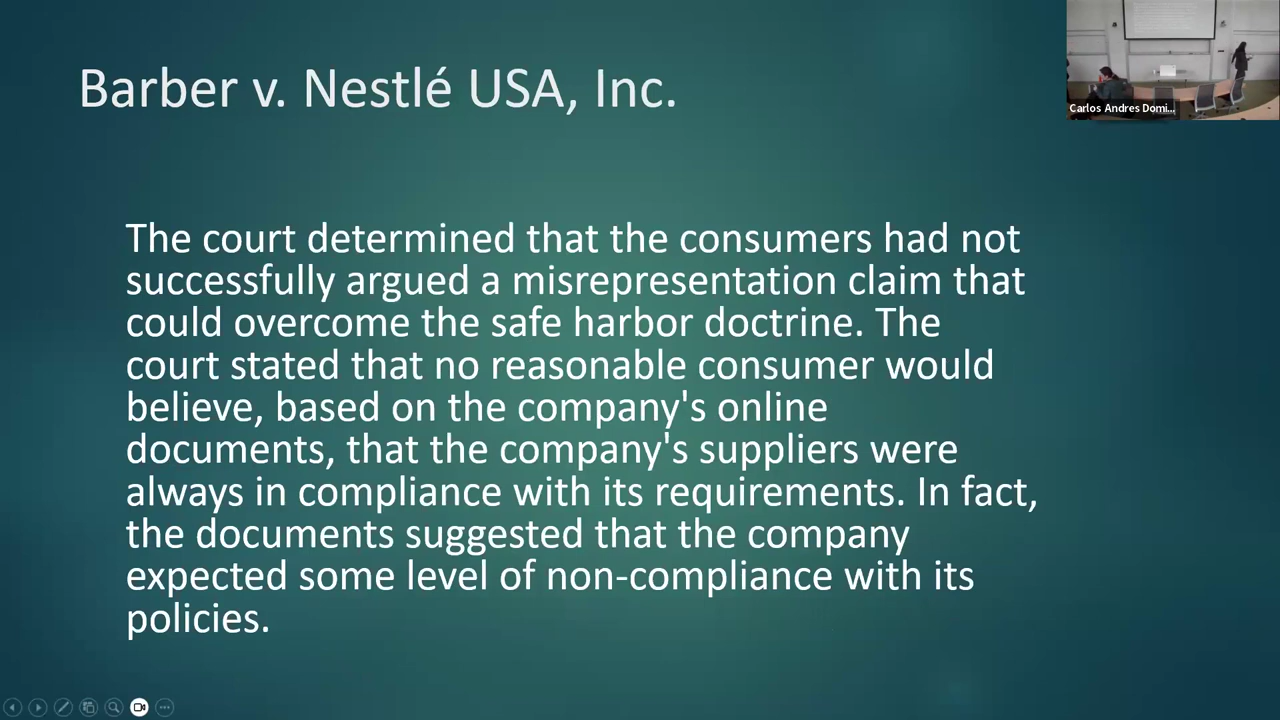 Barber v. Nestlé USA, Inc.
Carlos Andres Domi...
The court determined that the consumers had not
successfully argued a misrepresentation claim that
could overcome the safe harbor doctrine. The
court stated that no reasonable consumer would
believe, based on the company's online
documents, that the company's suppliers were
always in compliance with its requirements. In fact,
the documents suggested that the company
expected some level of non-compliance with its
policies.